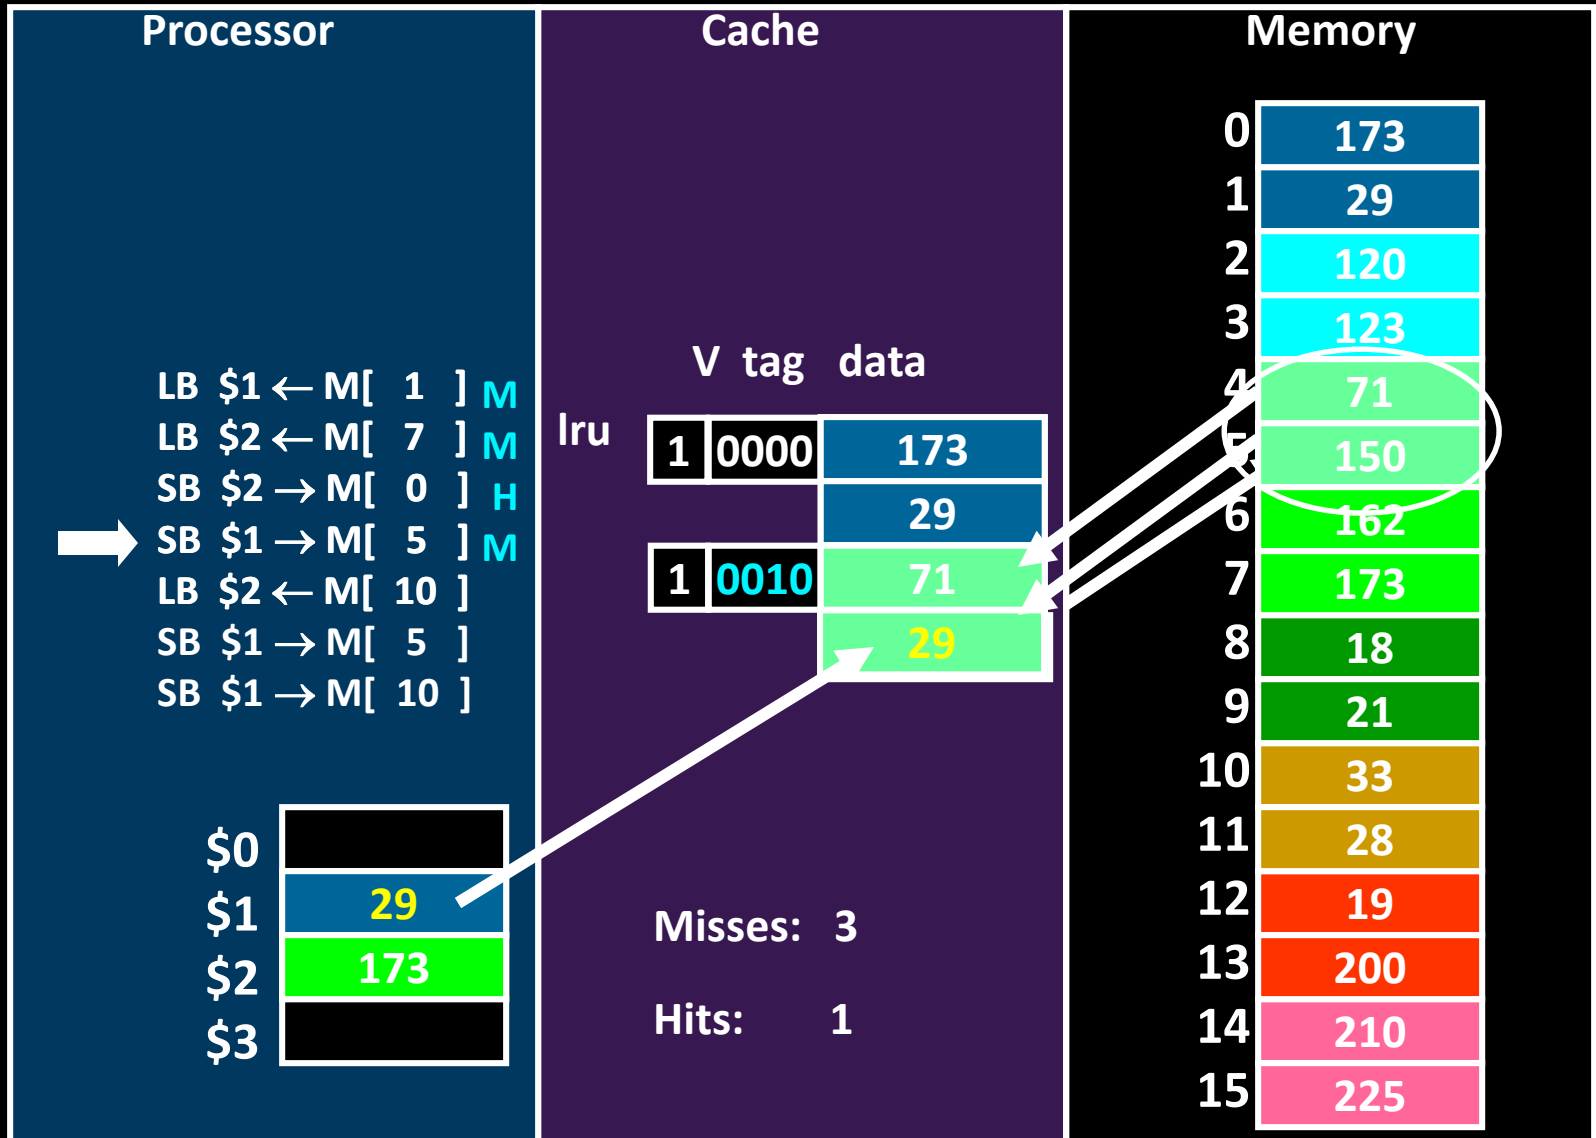 Processor
LB $1 ← M[ 1 ] M
LB $2 ← M[ 7 ] M
SB $2 → M[ 0 ] H
SB $1 → M[ 5 ] M
LB $2 ← M[ 10 ]
SB $1 → M[ 5 ]
SB $1 → M[ 10 ]
$0
$1 29
$2 173
$3
Cache
V tag data
lru 1 0000 173
29
1 0010 71
29
Misses: 3
Hits: 1
Memory
0 173
1 29
2 120
3 123
4 71
5 150
6 162
7 173
8 18
9 21
10 33
11 28
12 19
13 200
14 210
15 225